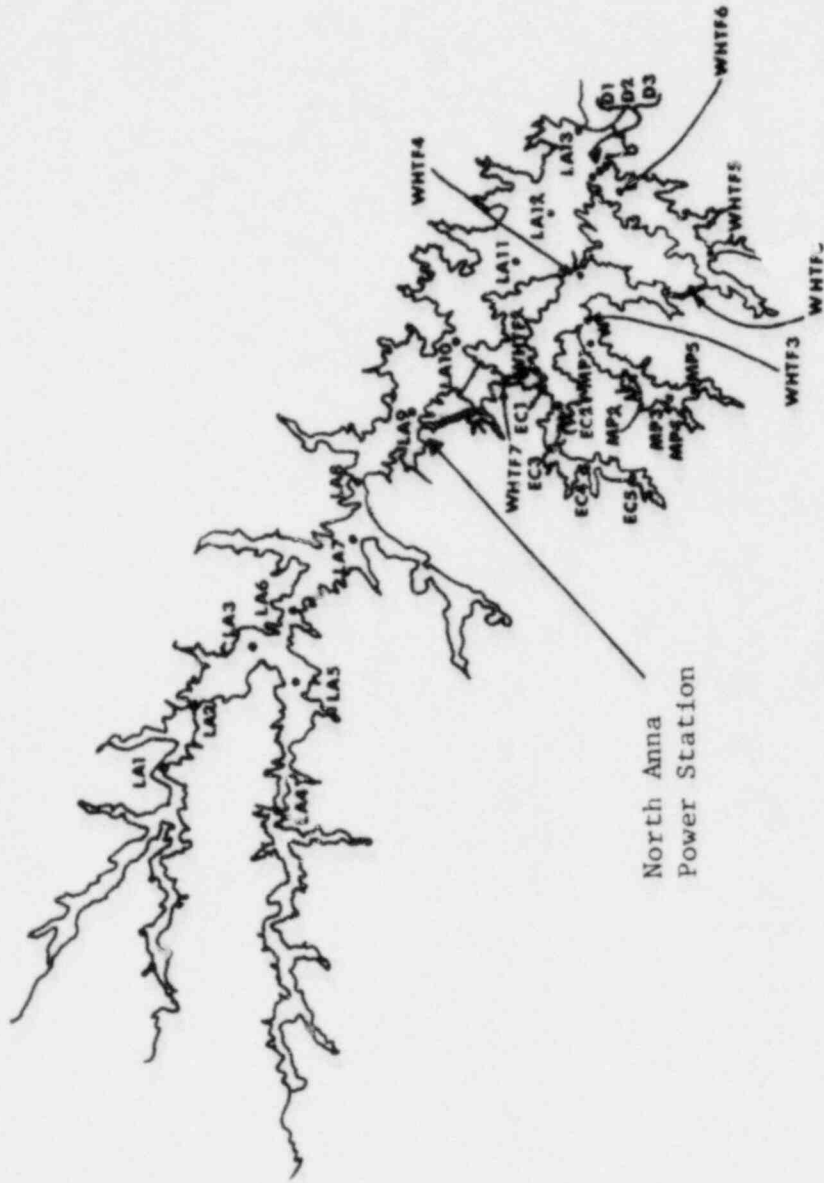 LA1
LA2
LA3
LA4
LA5
LA6
LA7
LA8
LA9
LA10
LA11
LA12
LA13
D1
D2
D3
WHTF4
WHTF6
WHTF5
WHTF3
WHTF7
EC1
EC2
EC3
EC4
EC5
MP1
MP2
MP3
MP4
MP5
North Anna
Power Station